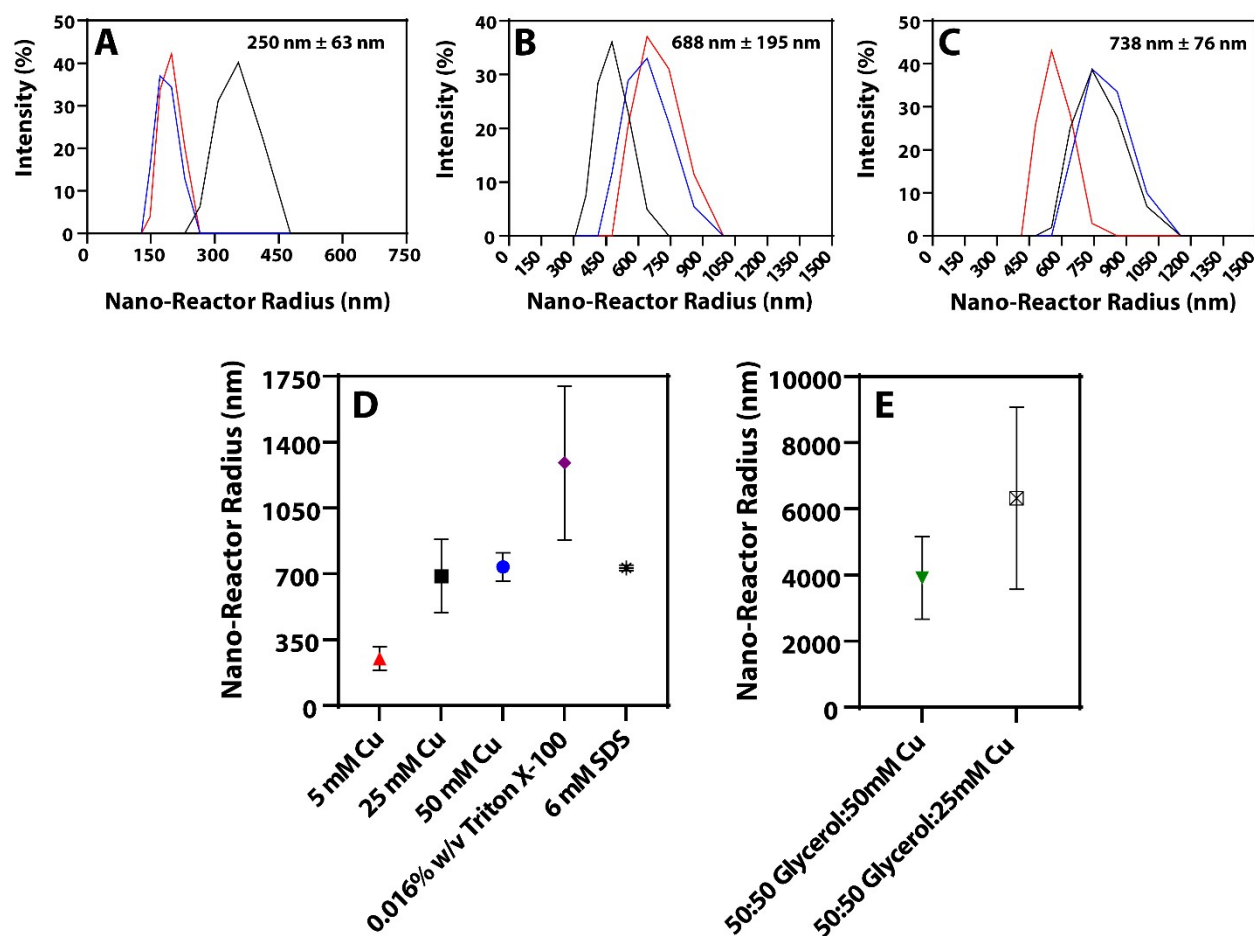 A
250 nm ± 63 nm
Intensity (%)
50
40
30
20
10
0
0 150 300 450 600 750
Nano-Reactor Radius (nm)
B
688 nm ± 195 nm
Intensity (%)
40
30
20
10
0
0 150 300 450 600 750 900 1050 1200 1350 1500
Nano-Reactor Radius (nm)
C
738 nm ± 76 nm
Intensity (%)
50
40
30
20
10
0
0 150 300 450 600 750 900 1050 1200 1350 1500
Nano-Reactor Radius (nm)
D
Nano-Reactor Radius (nm)
1750
1400
1050
700
350
0
5 mM Cu
25 mM Cu
50 mM Cu
0.016% w/v Triton X-100
6 mM SDS
E
Nano-Reactor Radius (nm)
10000
8000
6000
4000
2000
0
50:50 Glycerol:50mM Cu
50:50 Glycerol:25mM Cu